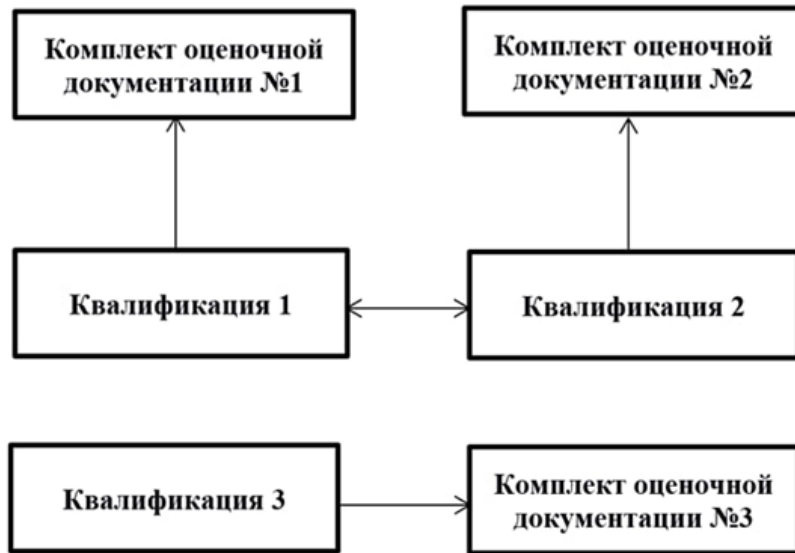 Комплект оценочной
документации №1
Комплект оценочной
документации №2
Квалификация 1
Квалификация 2
Квалификация 3
Комплект оценочной
документации №3